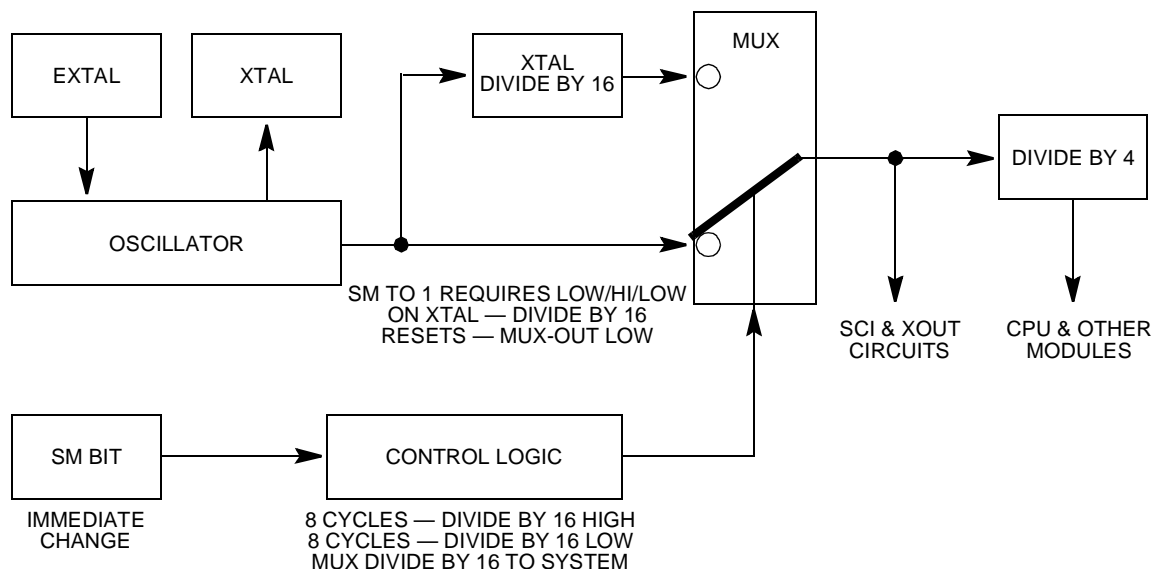 EXTAL
XTAL
XTAL
DIVIDE BY 16
MUX
DIVIDE BY 4
OSCILLATOR
SM TO 1 REQUIRES LOW/HI/LOW
ON XTAL — DIVIDE BY 16
RESETS — MUX-OUT LOW
SCI & XOUT
CIRCUITS
CPU & OTHER
MODULES
SM BIT
CONTROL LOGIC
IMMEDIATE
CHANGE
8 CYCLES — DIVIDE BY 16 HIGH
8 CYCLES — DIVIDE BY 16 LOW
MUX DIVIDE BY 16 TO SYSTEM